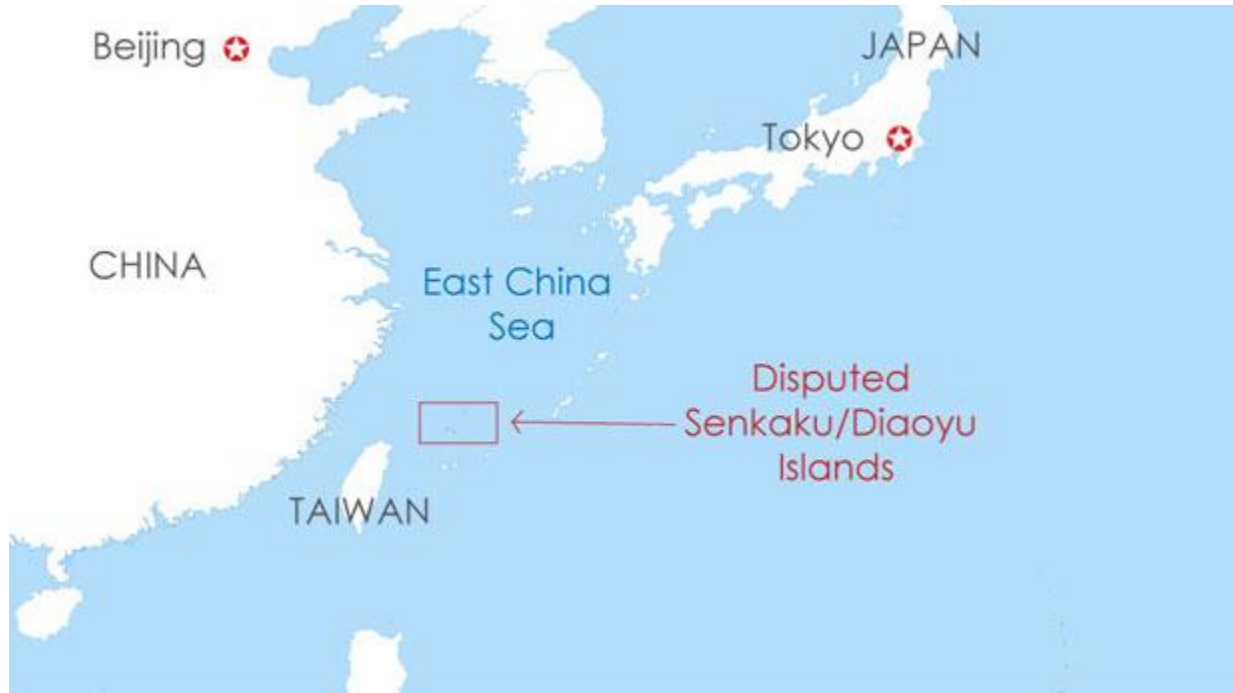 Beijing
JAPAN
Tokyo
CHINA
East China
Sea
Disputed
Senkaku/Diaoyu
Islands
TAIWAN